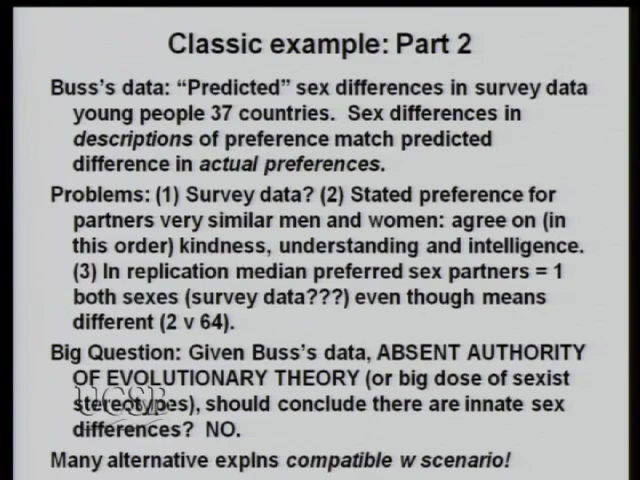 Classic example: Part 2
Buss's data: "Predicted" sex differences in survey data
young people 37 countries. Sex differences in
descriptions of preference match predicted
difference in actual preferences.
Problems: (1) Survey data? (2) Stated preference for
partners very similar men and women: agree on (in
this order) kindness, understanding and intelligence.
(3) In replication median preferred sex partners = 1
both sexes (survey data???) even though means
different (2 v 64).
Big Question: Given Buss's data, ABSENT AUTHORITY
OF EVOLUTIONARY THEORY (or big dose of sexist
stereotypes), should conclude there are innate sex
differences? NO.
Many alternative explns compatible w scenario!
UCSB